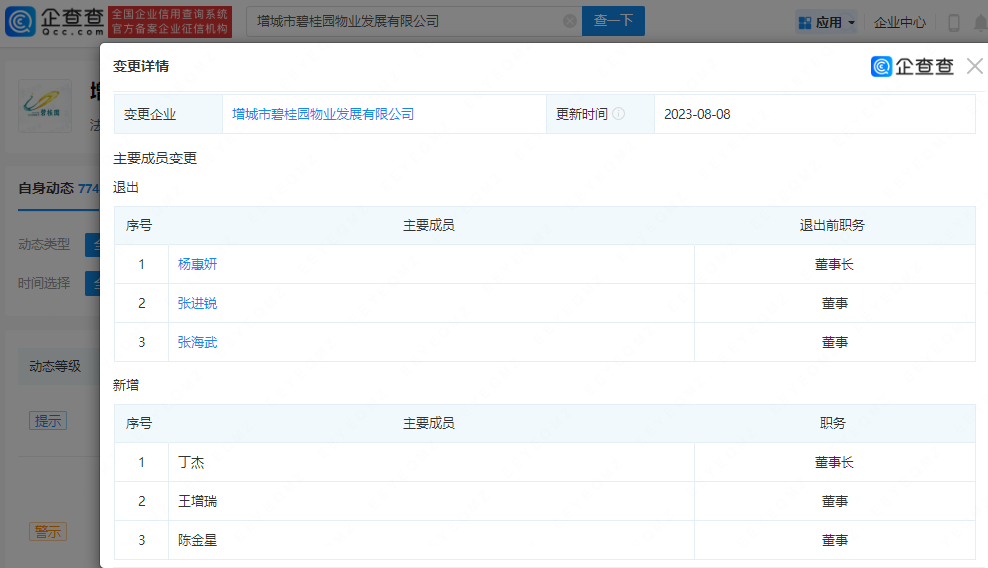 企查查
Qcc.com
全国企业信用查询系统
官方备案企业征信机构
增城市碧桂园物业发展有限公司
查一下
应用
企业中心
变更详情
企查查
变更企业 增城市碧桂园物业发展有限公司 更新时间 2023-08-08
主要成员变更
退出
序号 主要成员 退出前职务
1 杨惠妍 董事长
2 张进锐 董事
3 张海武 董事
新增
序号 主要成员 职务
1 丁杰 董事长
2 王增瑞 董事
3 陈金星 董事
增
法
自身动态 774
动态类型
时间选择
动态等级
提示
警示